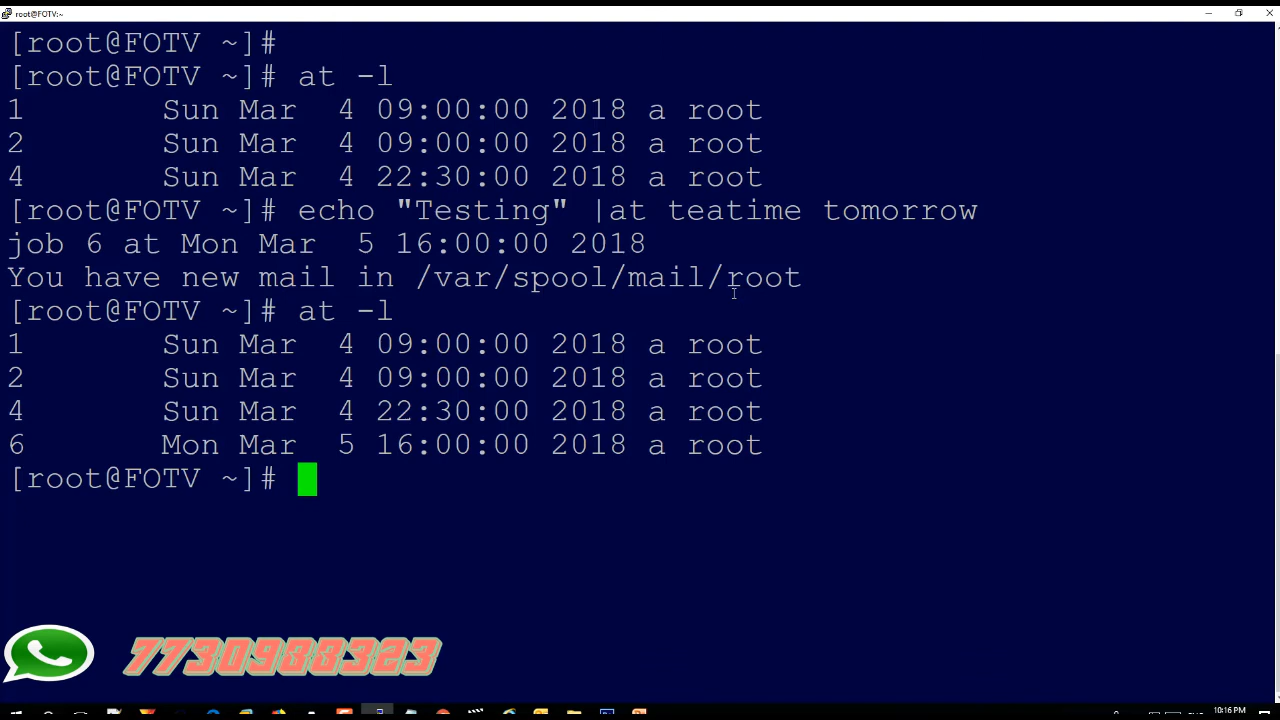 root@FOTV:~
[root@FOTV ~]#
[root@FOTV ~]# at -l
1 Sun Mar 4 09:00:00 2018 a root
2 Sun Mar 4 09:00:00 2018 a root
4 Sun Mar 4 22:30:00 2018 a root
[root@FOTV ~]# echo "Testing" |at teatime tomorrow
job 6 at Mon Mar 5 16:00:00 2018
You have new mail in /var/spool/mail/root
[root@FOTV ~]# at -l
1 Sun Mar 4 09:00:00 2018 a root
2 Sun Mar 4 09:00:00 2018 a root
4 Sun Mar 4 22:30:00 2018 a root
6 Mon Mar 5 16:00:00 2018 a root
[root@FOTV ~]#
10:16 PM